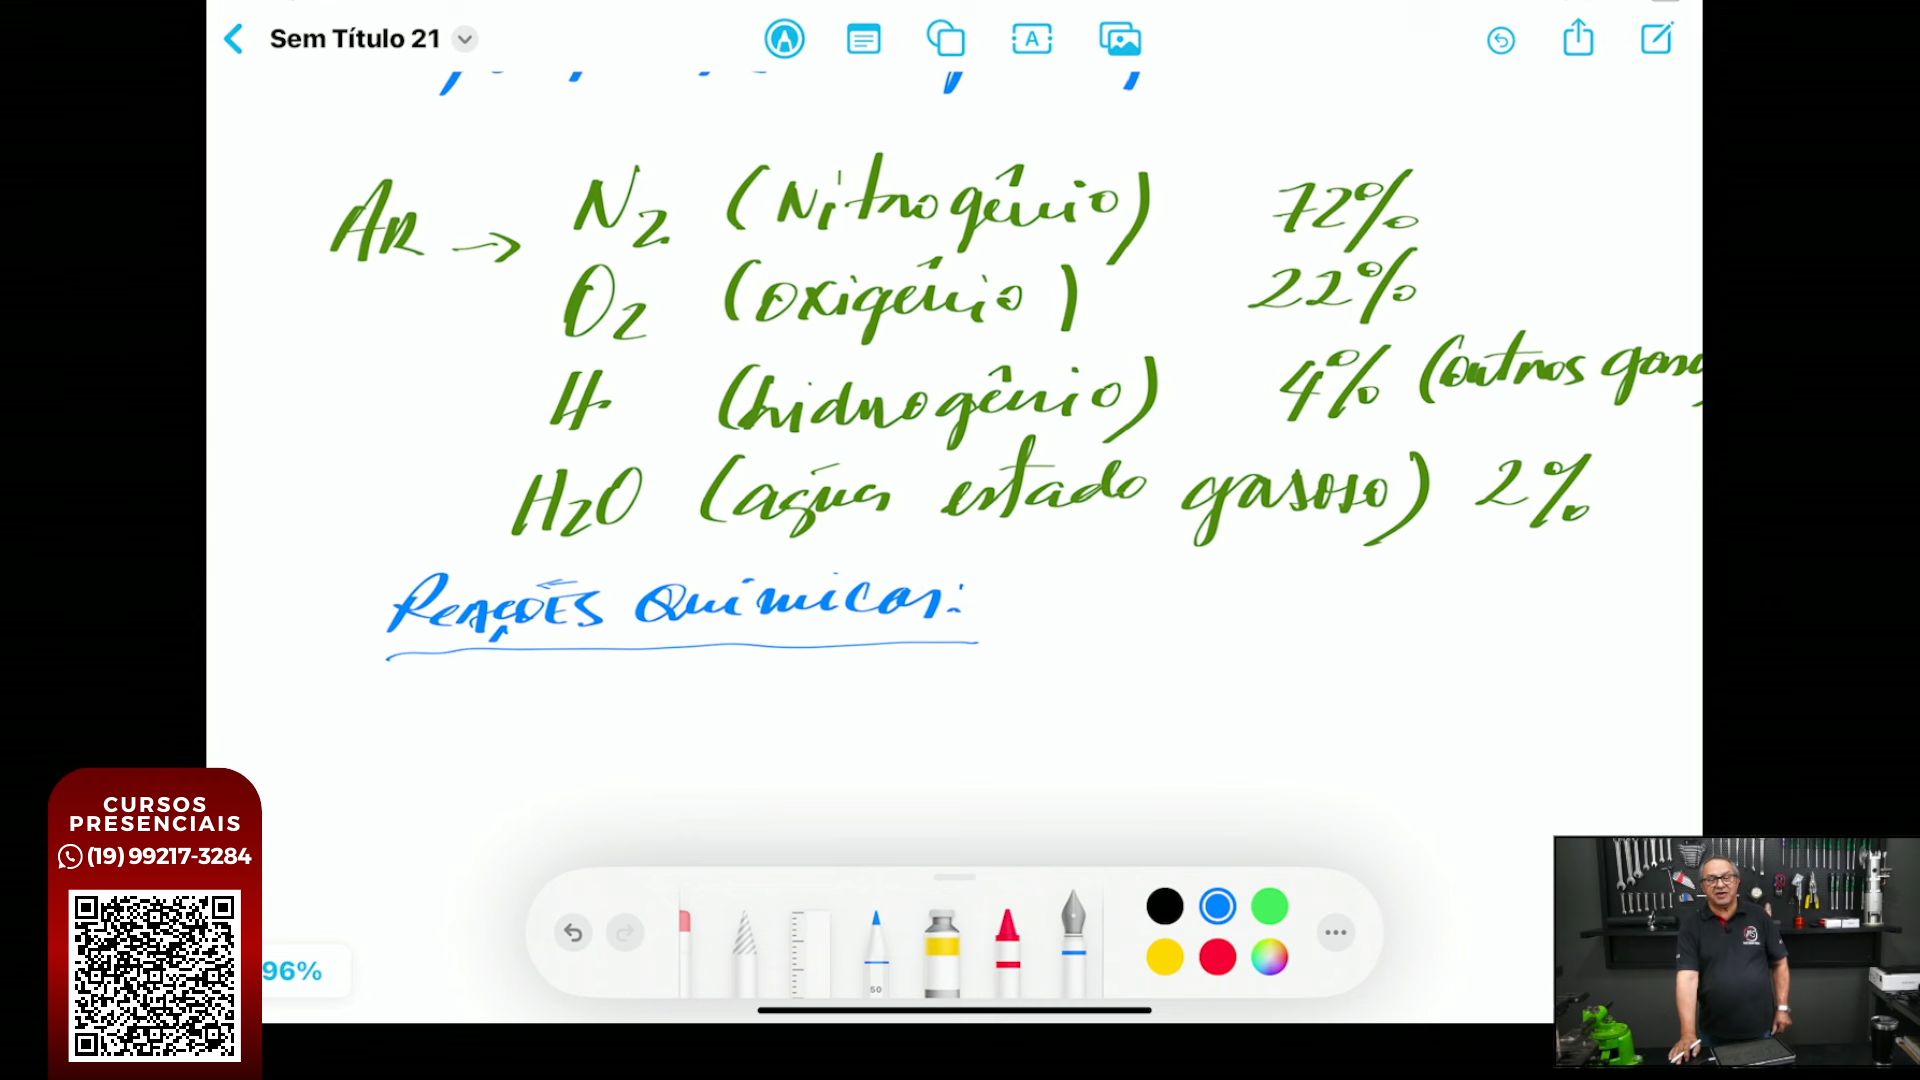 Sem Título 21
AR → N2 (Nitrogênio) 72%
O2 (oxigênio) 22%
H (hidrogênio) 4% (outros gases
H2O (água estado gasoso) 2%
Reações Químicas:
CURSOS
PRESENCIAIS
(19) 99217-3284
96%
50